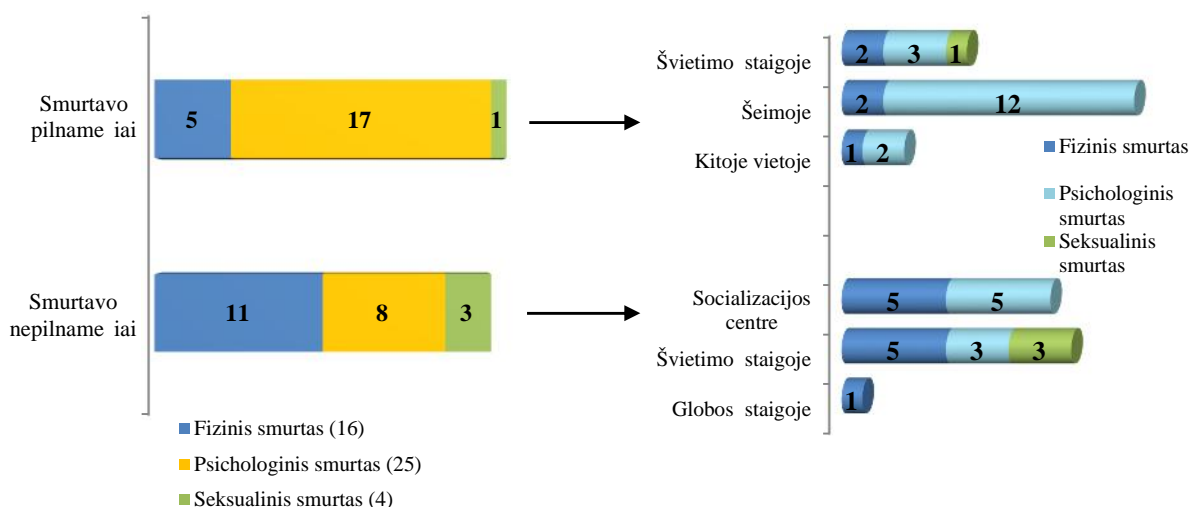 Smurtavo
pilname iai
5 17 1
Smurtavo
nepilname iai
11 8 3
Fizinis smurtas (16)
Psichologinis smurtas (25)
Seksualinis smurtas (4)
Švietimo staigoje
2 3 1
Šeimoje
2 12
Kitoje vietoje
1 2
Socializacijos
centre
5 5
Švietimo staigoje
5 3 3
Globos staigoje
1
Fizinis smurtas
Psichologinis
smurtas
Seksualinis
smurtas